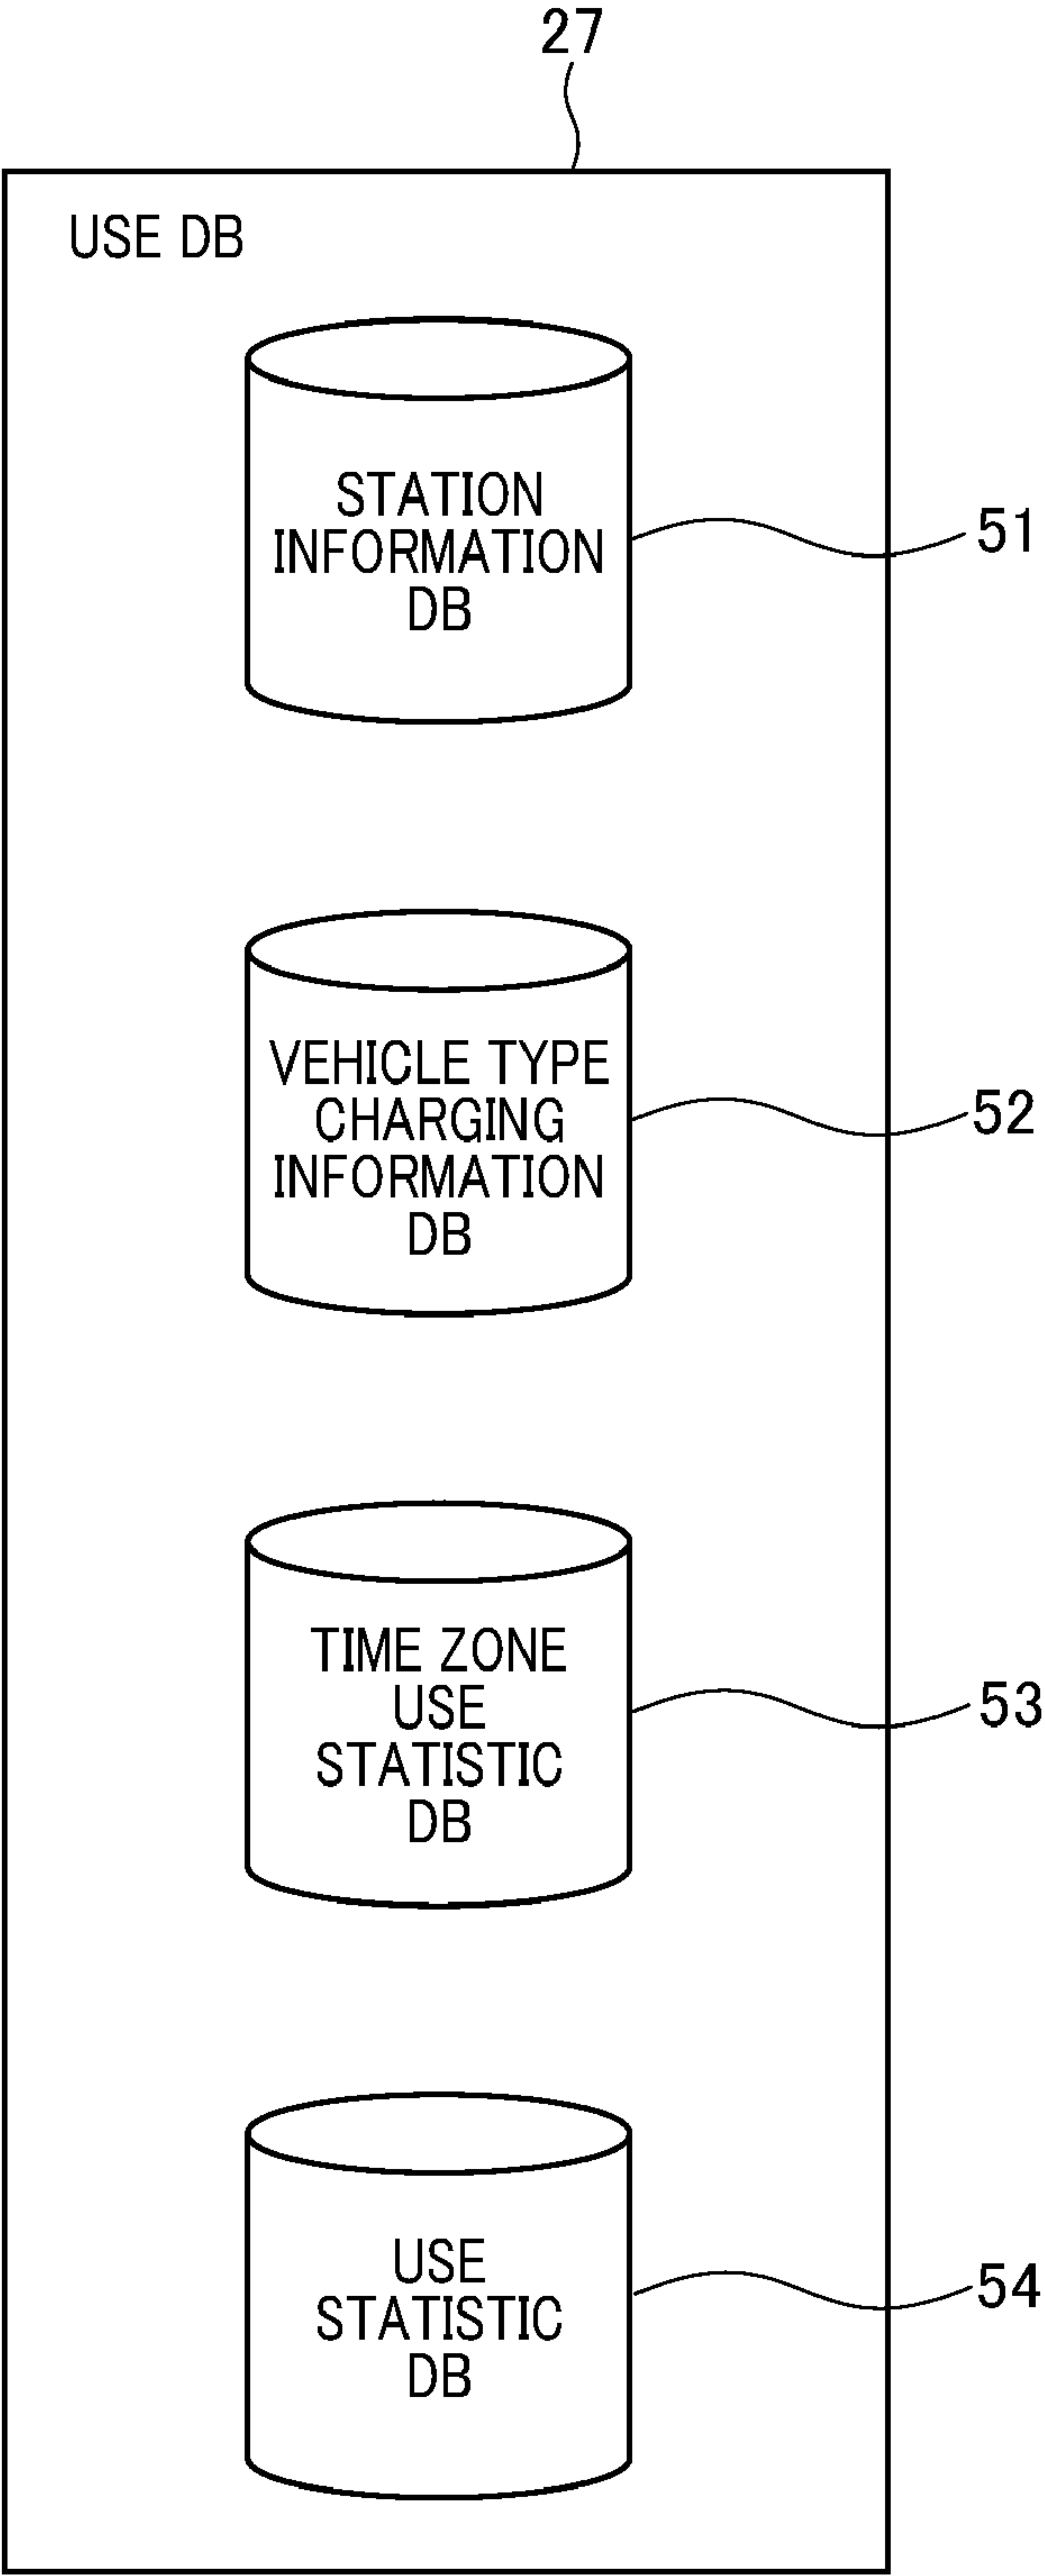 27
USE DB
STATION
INFORMATION
DB
51
VEHICLE TYPE
CHARGING
INFORMATION
DB
52
TIME ZONE
USE
STATISTIC
DB
53
USE
STATISTIC
DB
54